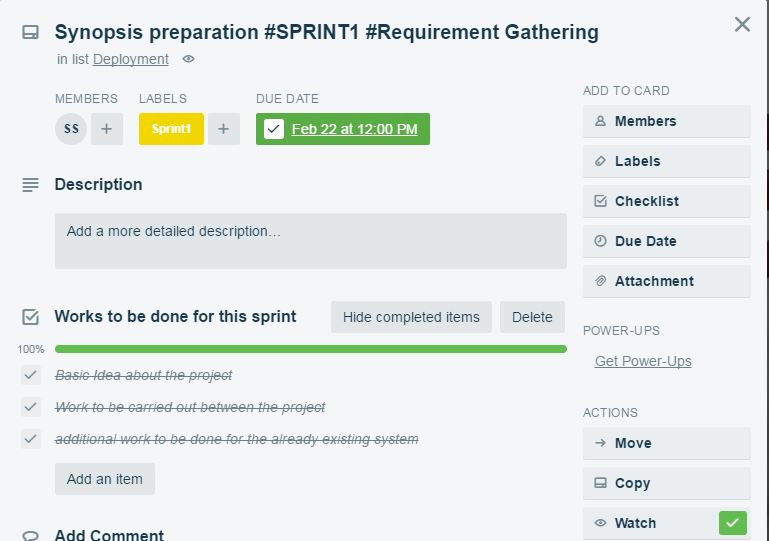 Synopsis preparation #SPRINT1 #Requirement Gathering
in list Deployment
MEMBERS LABELS DUE DATE
SS + Sprint1 + Feb 22 at 12:00 PM
Description
Add a more detailed description…
Works to be done for this sprint Hide completed items Delete
100%
Basic Idea about the project
Work to be carried out between the project
additional work to be done for the already existing system
Add an item
Add Comment
ADD TO CARD
Members
Labels
Checklist
Due Date
Attachment
POWER-UPS
Get Power-Ups
ACTIONS
Move
Copy
Watch